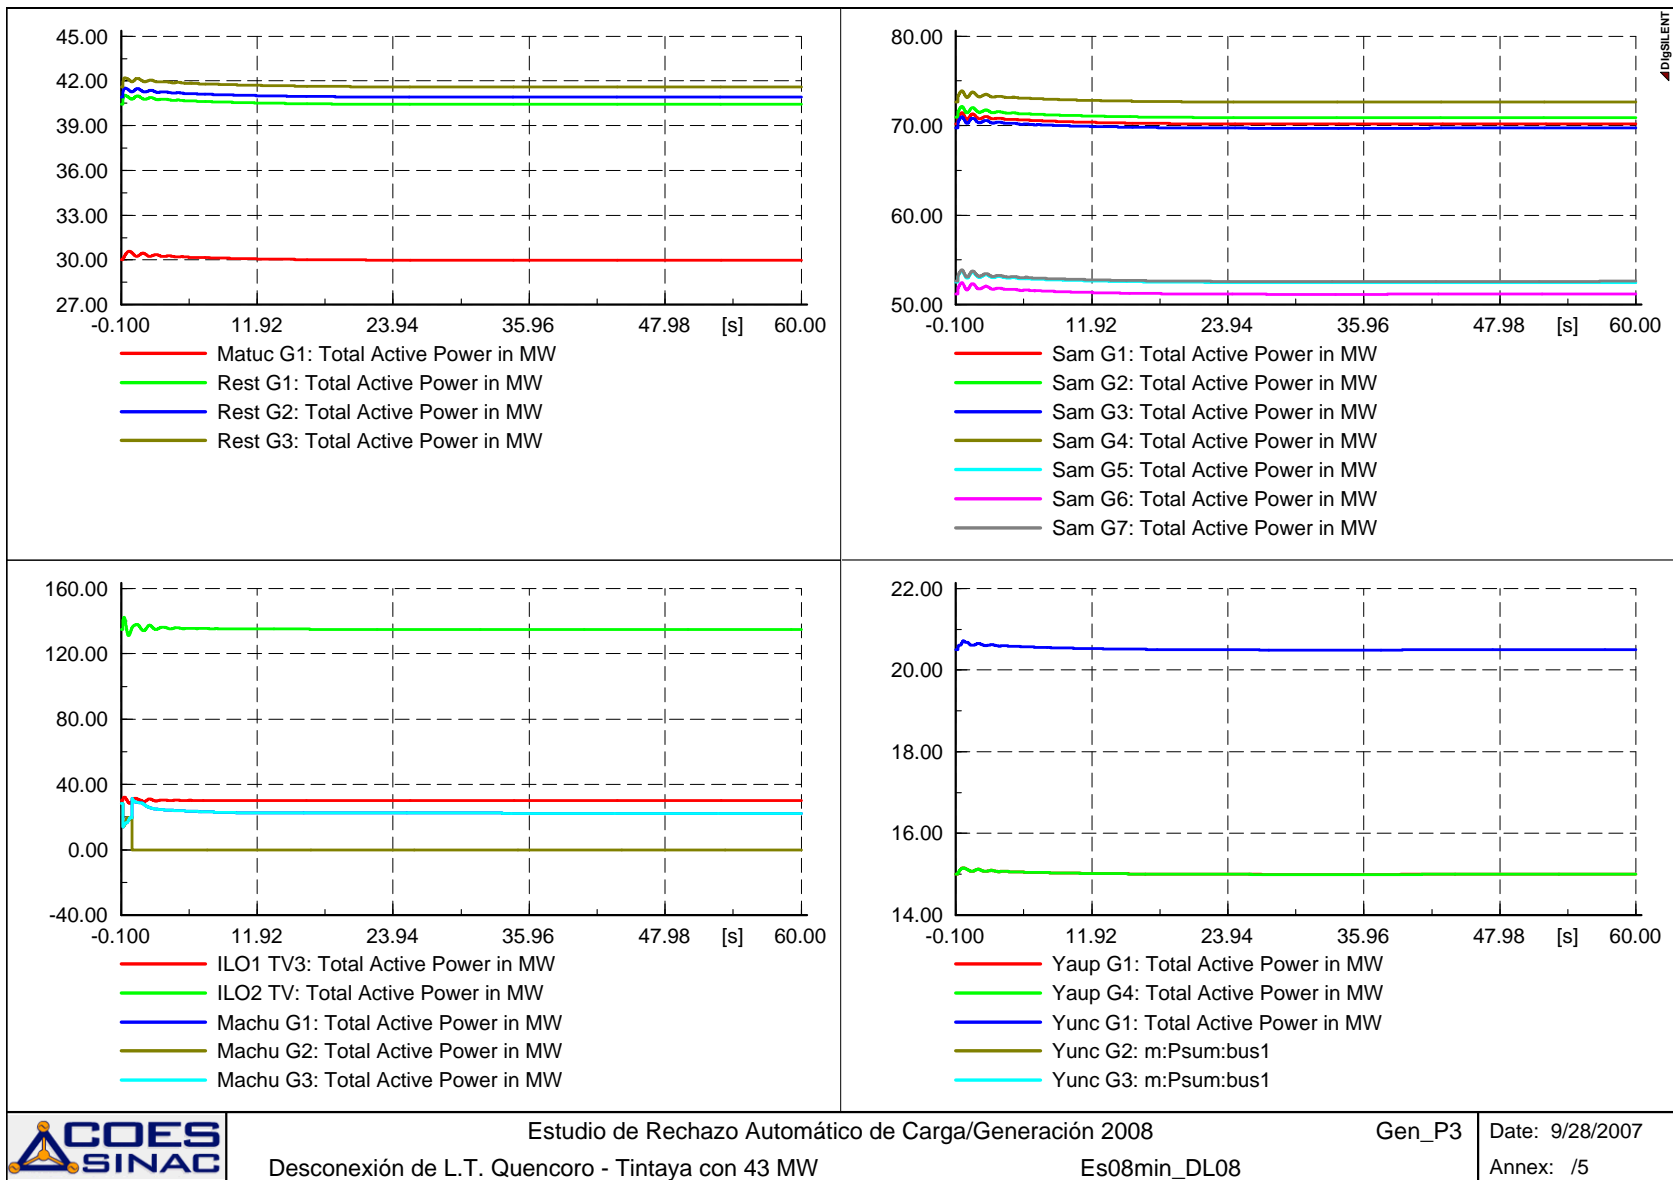 DIgSILENT
45.00
42.00
39.00
36.00
33.00
30.00
27.00
-0.100 11.92 23.94 35.96 47.98 [s] 60.00
Matuc G1: Total Active Power in MW
Rest G1: Total Active Power in MW
Rest G2: Total Active Power in MW
Rest G3: Total Active Power in MW
80.00
70.00
60.00
50.00
-0.100 11.92 23.94 35.96 47.98 [s] 60.00
Sam G1: Total Active Power in MW
Sam G2: Total Active Power in MW
Sam G3: Total Active Power in MW
Sam G4: Total Active Power in MW
Sam G5: Total Active Power in MW
Sam G6: Total Active Power in MW
Sam G7: Total Active Power in MW
160.00
120.00
80.00
40.00
0.00
-40.00
-0.100 11.92 23.94 35.96 47.98 [s] 60.00
ILO1 TV3: Total Active Power in MW
ILO2 TV: Total Active Power in MW
Machu G1: Total Active Power in MW
Machu G2: Total Active Power in MW
Machu G3: Total Active Power in MW
22.00
20.00
18.00
16.00
14.00
-0.100 11.92 23.94 35.96 47.98 [s] 60.00
Yaup G1: Total Active Power in MW
Yaup G4: Total Active Power in MW
Yunc G1: Total Active Power in MW
Yunc G2: m:Psum:bus1
Yunc G3: m:Psum:bus1
COES
SINAC
Estudio de Rechazo Automático de Carga/Generación 2008 Gen_P3
Desconexión de L.T. Quencoro - Tintaya con 43 MW Es08min_DL08
Date: 9/28/2007
Annex: /5